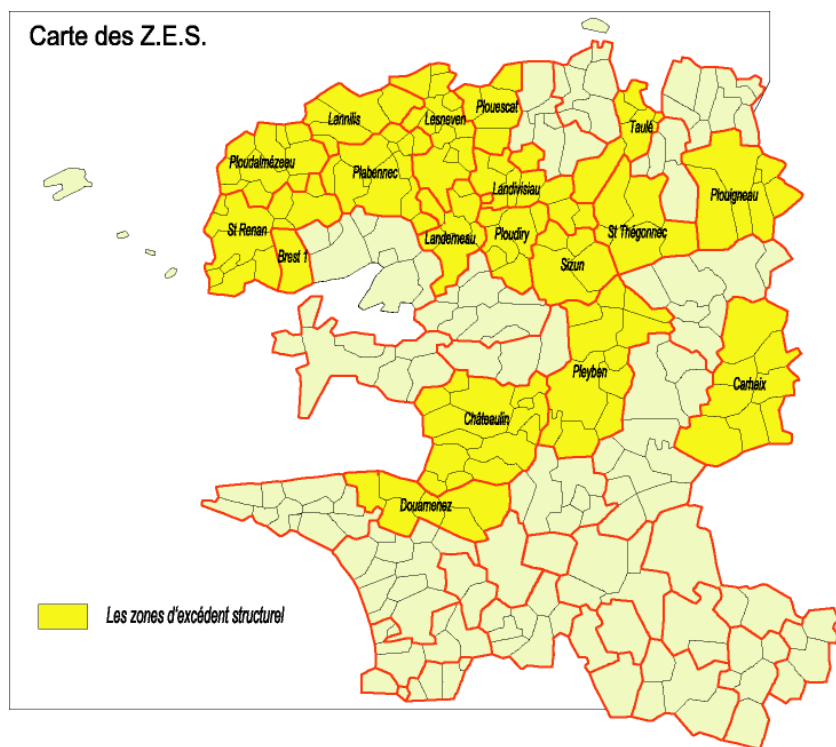 Carte des Z.E.S.
Plouescat
Lannilis
Lesneven
Taulé
Ploudalmézeau
Plabennec
Landivisiau
Plouigneau
St Renan
Landerneau
Ploudiry
St Thégonnec
Brest 1
Sizun
Pleyben
Carhaix
Châteaulin
Douarnenez
Les zones d'excédent structurel